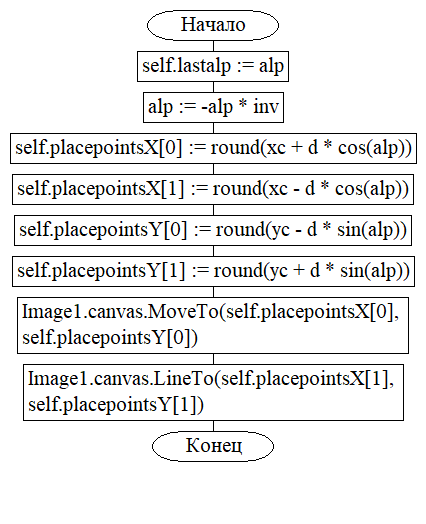 Начало
self.lastalp := alp
alp := -alp * inv
self.placepointsX[0] := round(xc + d * cos(alp))
self.placepointsX[1] := round(xc - d * cos(alp))
self.placepointsY[0] := round(yc - d * sin(alp))
self.placepointsY[1] := round(yc + d * sin(alp))
Image1.canvas.MoveTo(self.placepointsX[0],
self.placepointsY[0])
Image1.canvas.LineTo(self.placepointsX[1],
self.placepointsY[1])
Конец